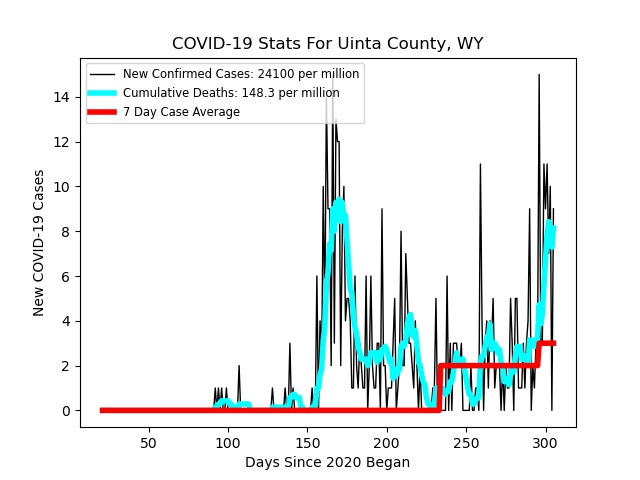 COVID-19 Stats For Uinta County, WY
New Confirmed Cases: 24100 per million
Cumulative Deaths: 148.3 per million
7 Day Case Average
14
12
10
8
6
4
2
0
New COVID-19 Cases
50 100 150 200 250 300
Days Since 2020 Began